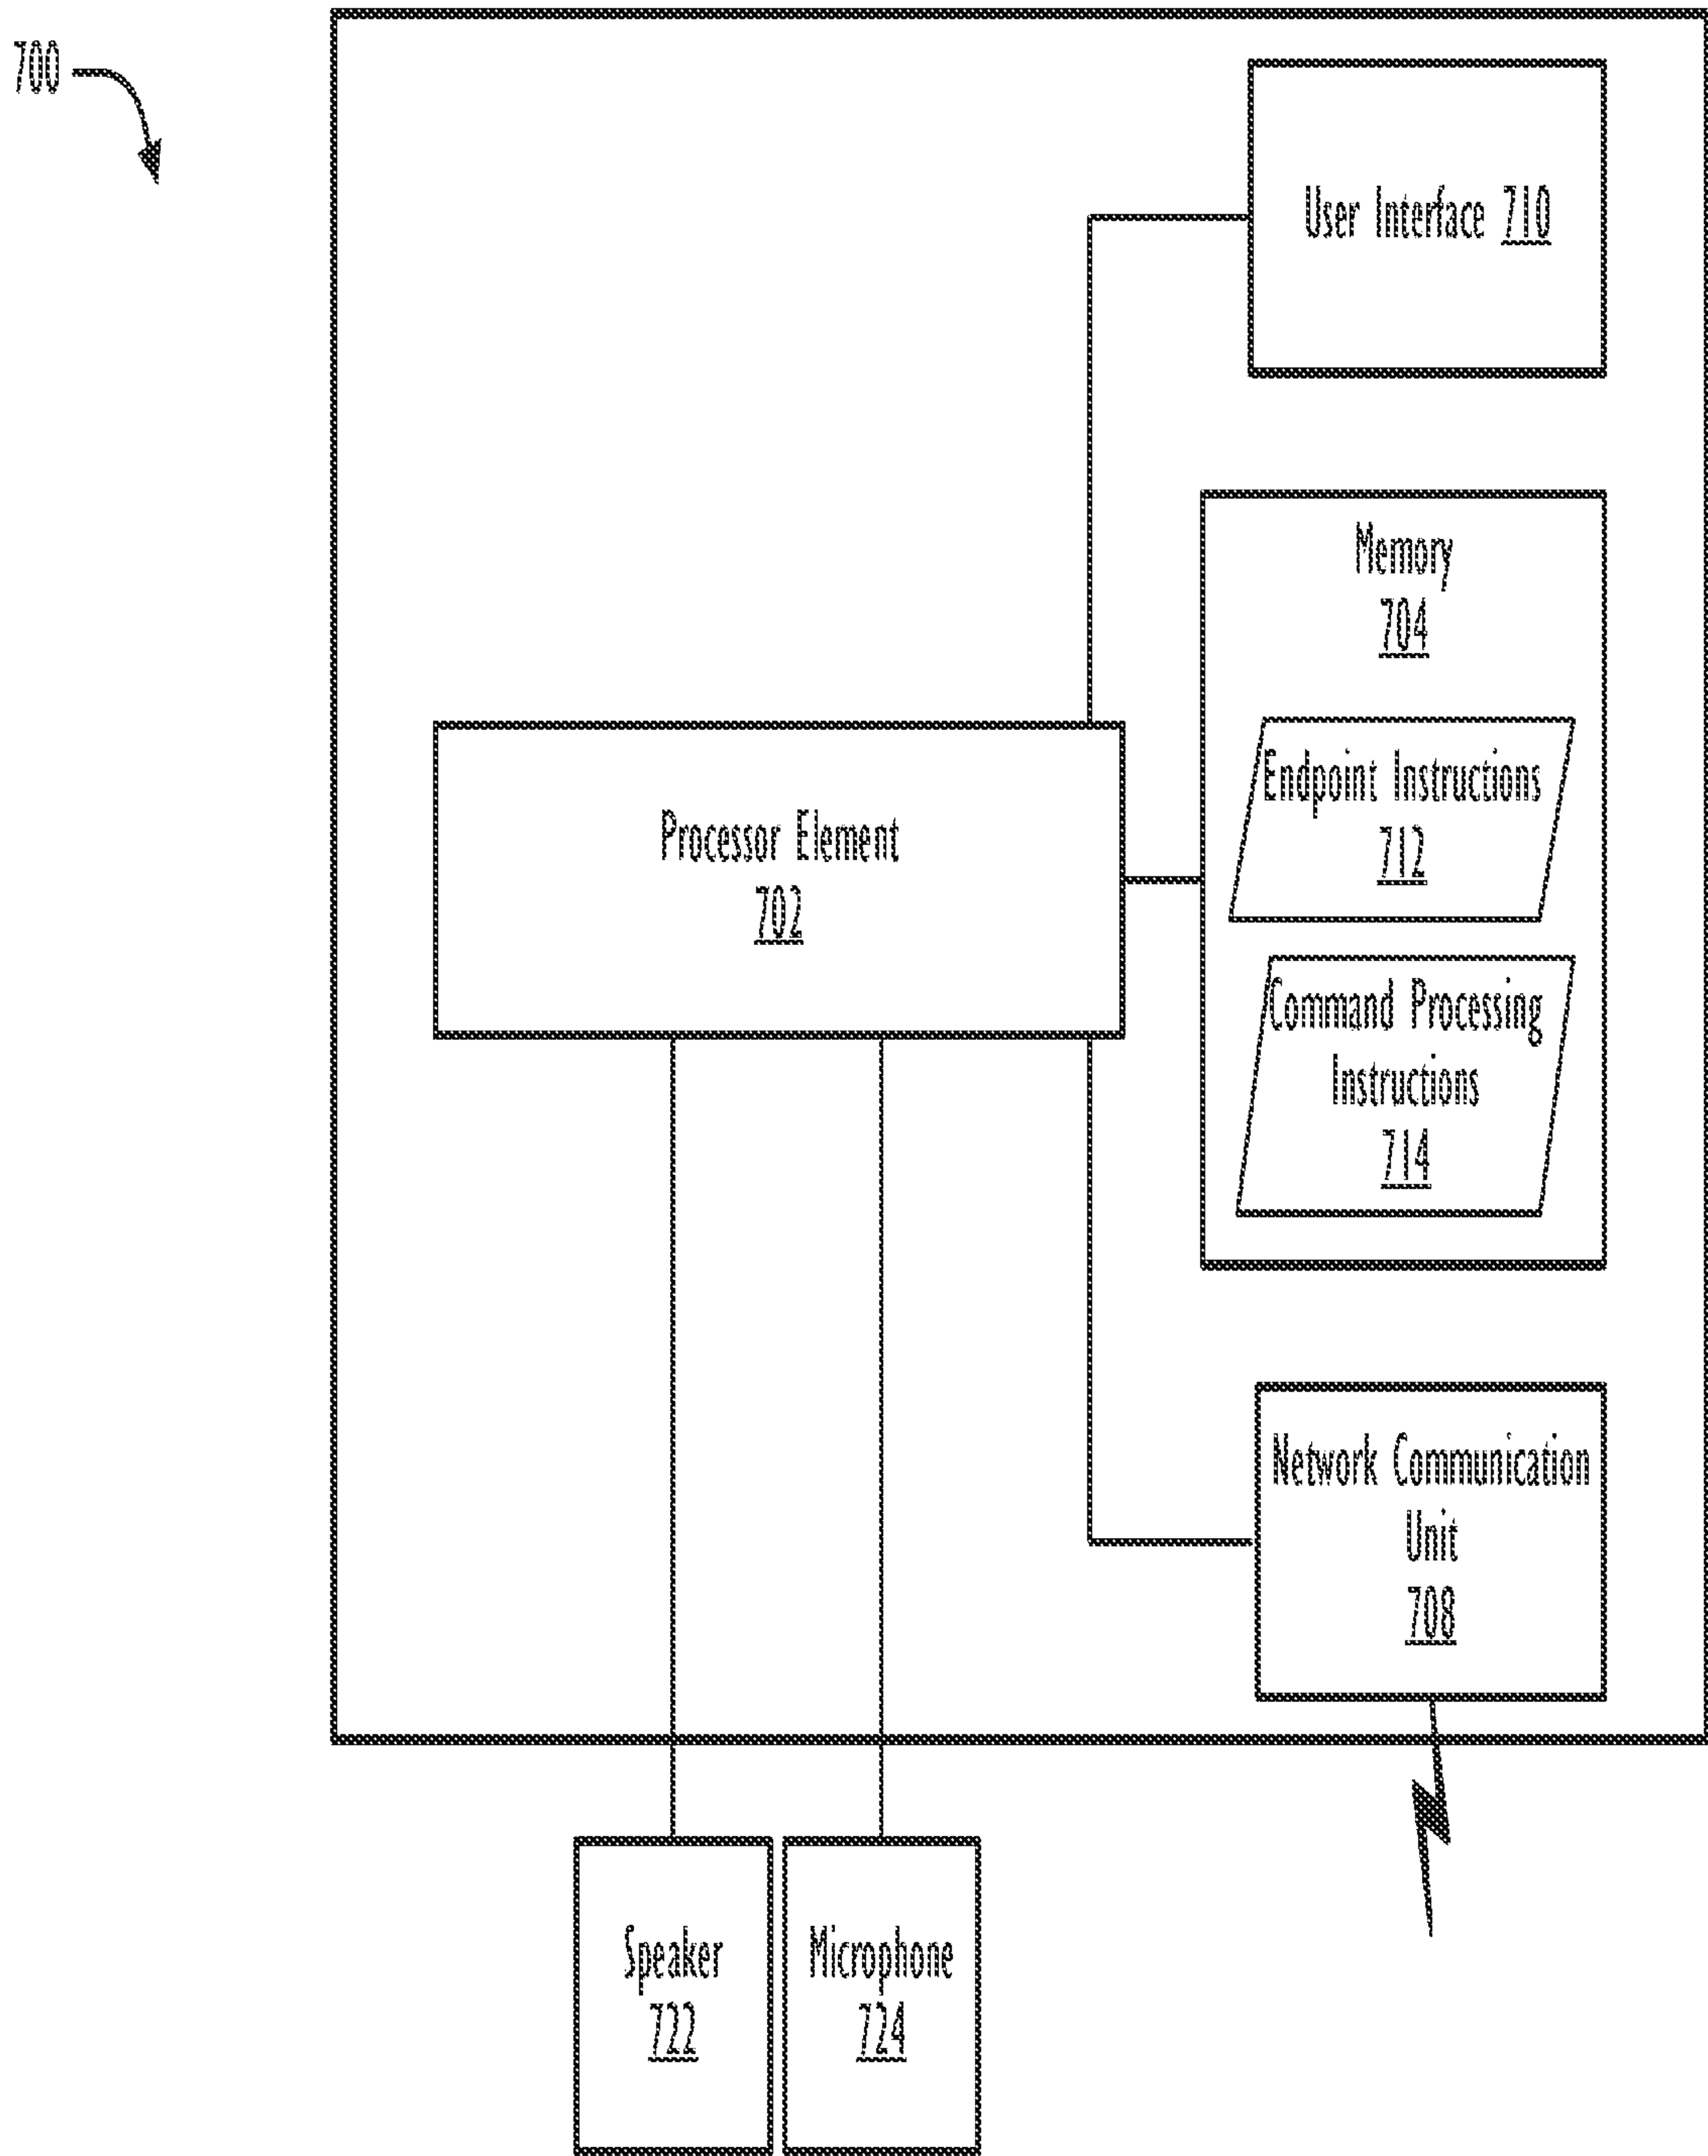 700
User Interface 710
Memory
704
Endpoint Instructions
712
Processor Element
702
Command Processing
Instructions
714
Network Communication
Unit
708
Speaker
722
Microphone
724